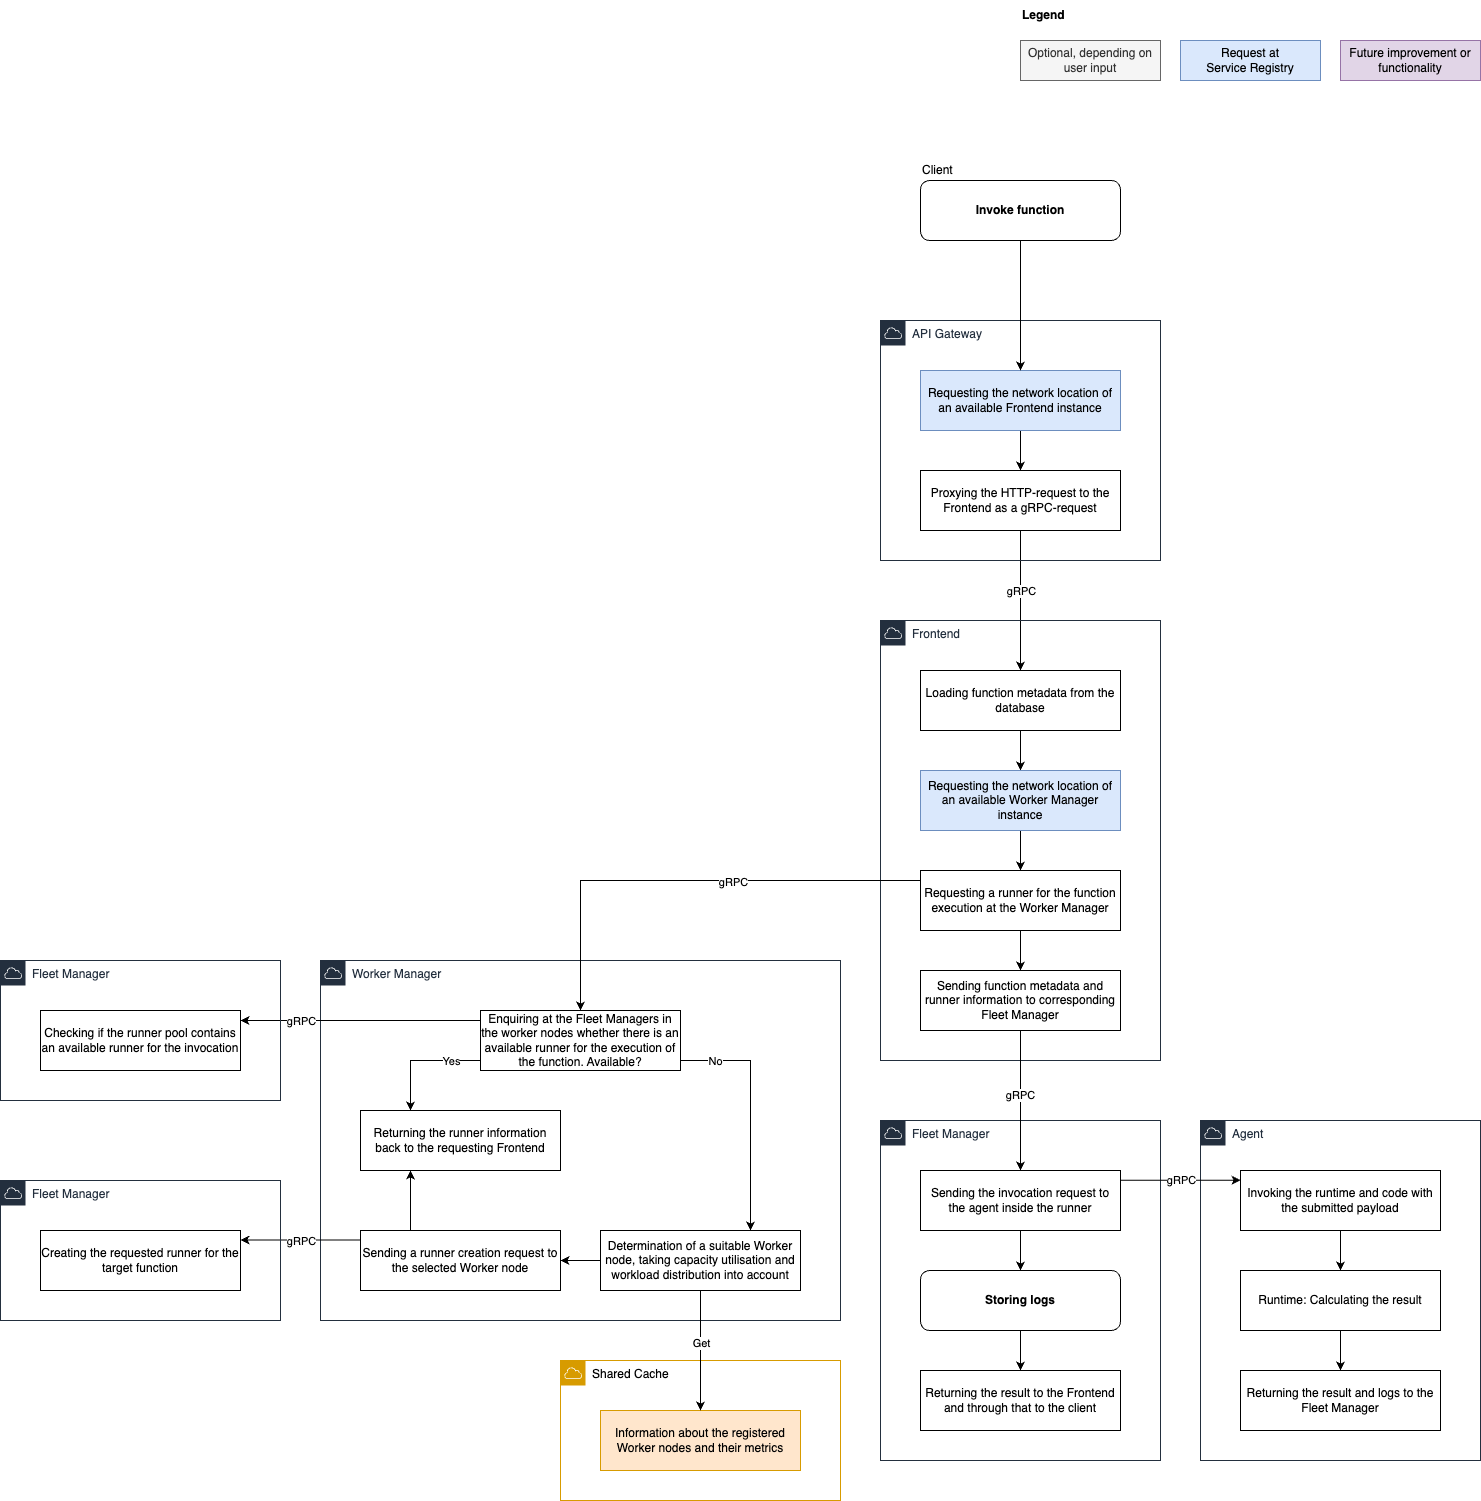 Legend
Optional, depending on
user input
Request at
Service Registry
Future improvement or
functionality
Client
Invoke function
API Gateway
Requesting the network location of
an available Frontend instance
Proxying the HTTP-request to the
Frontend as a gRPC-request
gRPC
Frontend
Loading function metadata from the
database
Requesting the network location of
an available Worker Manager
instance
Requesting a runner for the function
execution at the Worker Manager
gRPC
Sending function metadata and
runner information to corresponding
Fleet Manager
Fleet Manager
Checking if the runner pool contains
an available runner for the invocation
gRPC
Worker Manager
Enquiring at the Fleet Managers in
the worker nodes whether there is an
available runner for the execution of
the function. Available?
Yes
No
Returning the runner information
back to the requesting Frontend
Fleet Manager
Creating the requested runner for the
target function
gRPC
Sending a runner creation request to
the selected Worker node
Determination of a suitable Worker
node, taking capacity utilisation and
workload distribution into account
Get
Shared Cache
Information about the registered
Worker nodes and their metrics
gRPC
Fleet Manager
Sending the invocation request to
the agent inside the runner
gRPC
Storing logs
Returning the result to the Frontend
and through that to the client
Agent
Invoking the runtime and code with
the submitted payload
Runtime: Calculating the result
Returning the result and logs to the
Fleet Manager